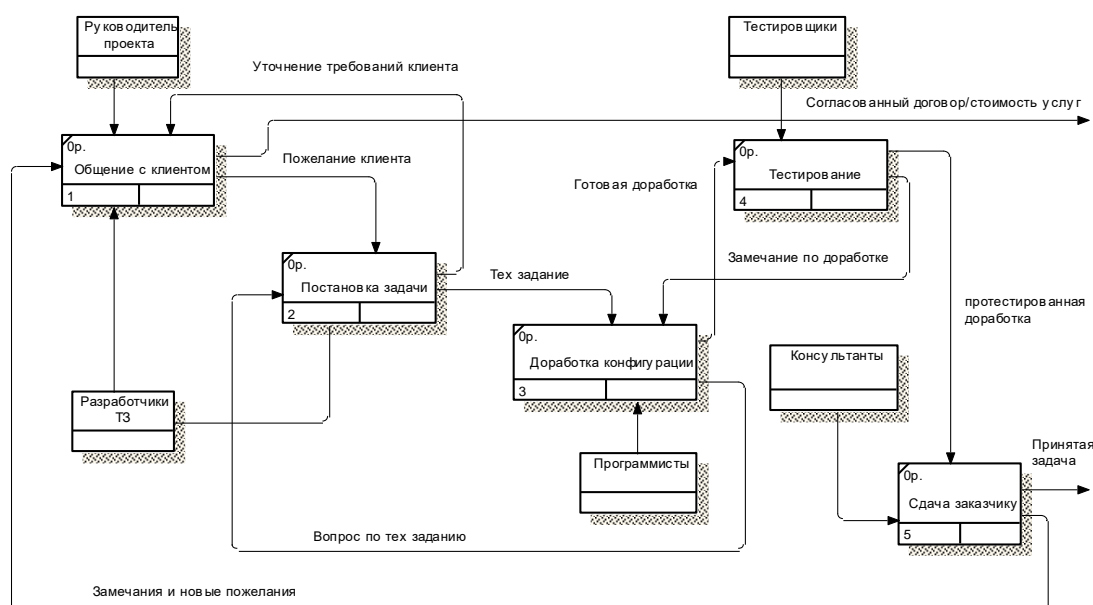 Руководитель
проекта
Тестировщики
Уточнение требований клиента
Согласованный договор/стоимость услуг
0р.
Общение с клиентом
1
Пожелание клиента
0р.
Тестирование
4
Готовая доработка
0р.
Постановка задачи
2
Тех задание
Замечание по доработке
протестированная
доработка
0р.
Доработка конфигурации
3
Консультанты
Разработчики
ТЗ
Программисты
Принятая
задача
0р.
Сдача заказчику
5
Вопрос по тех заданию
Замечания и новые пожелания